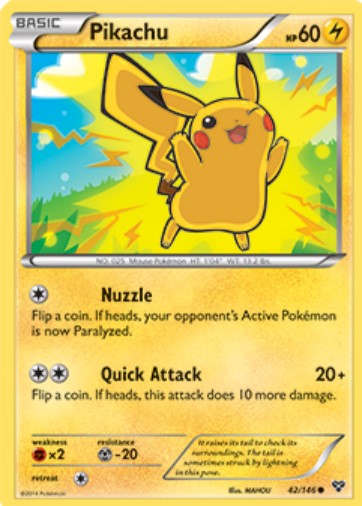 BASIC Pikachu HP60
NO. 025 Mouse Pokémon HT: 1'04" WT: 13.2 lbs.
Nuzzle
Flip a coin. If heads, your opponent's Active Pokémon
is now Paralyzed.
Quick Attack 20+
Flip a coin. If heads, this attack does 10 more damage.
weakness resistance
×2 -20
retreat
It raises its tail to check its
surroundings. The tail is
sometimes struck by lightning
in this pose.
©2014 Pokémon Illus. MAHOU 42/146